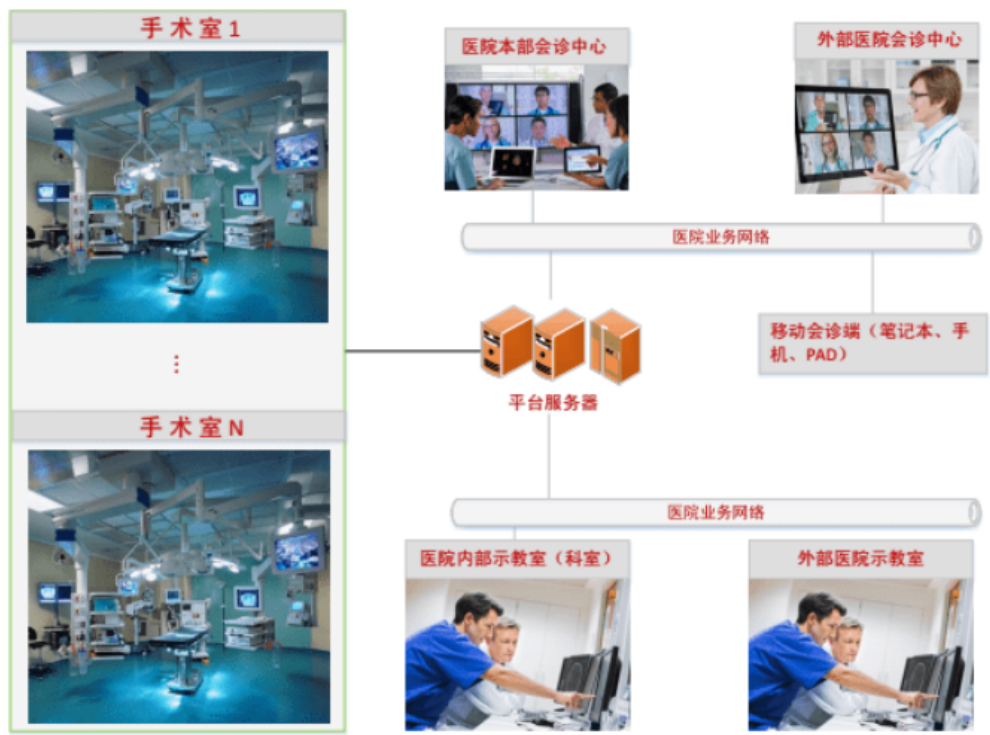 手术室1
⋮
手术室N
医院本部会诊中心
外部医院会诊中心
医院业务网络
移动会诊端（笔记本、手
机、PAD）
平台服务器
医院业务网络
医院内部示教室（科室）
外部医院示教室